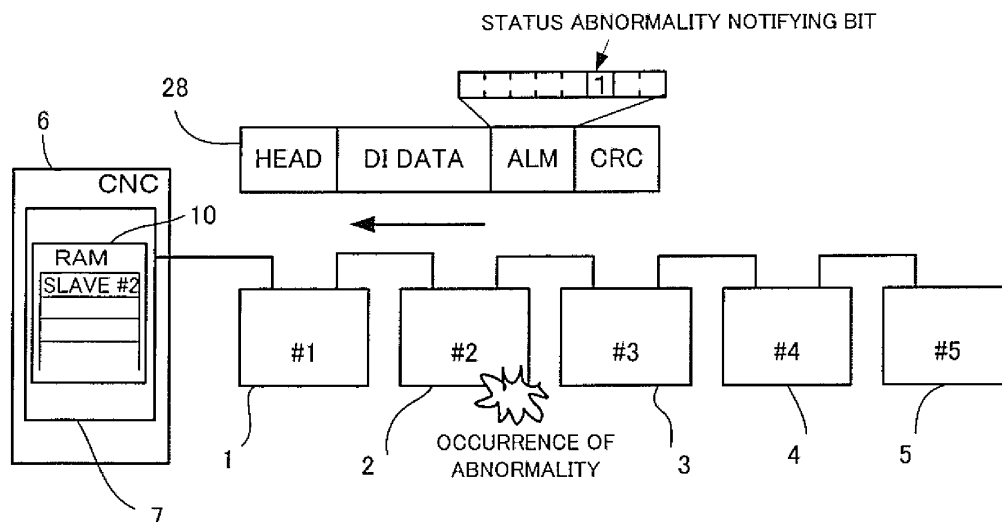 STATUS ABNORMALITY NOTIFYING BIT
1
28
HEAD DI DATA ALM CRC
6
CNC
10
RAM
SLAVE #2
#1 #2 #3 #4 #5
1 2 3 4 5
OCCURRENCE OF
ABNORMALITY
7